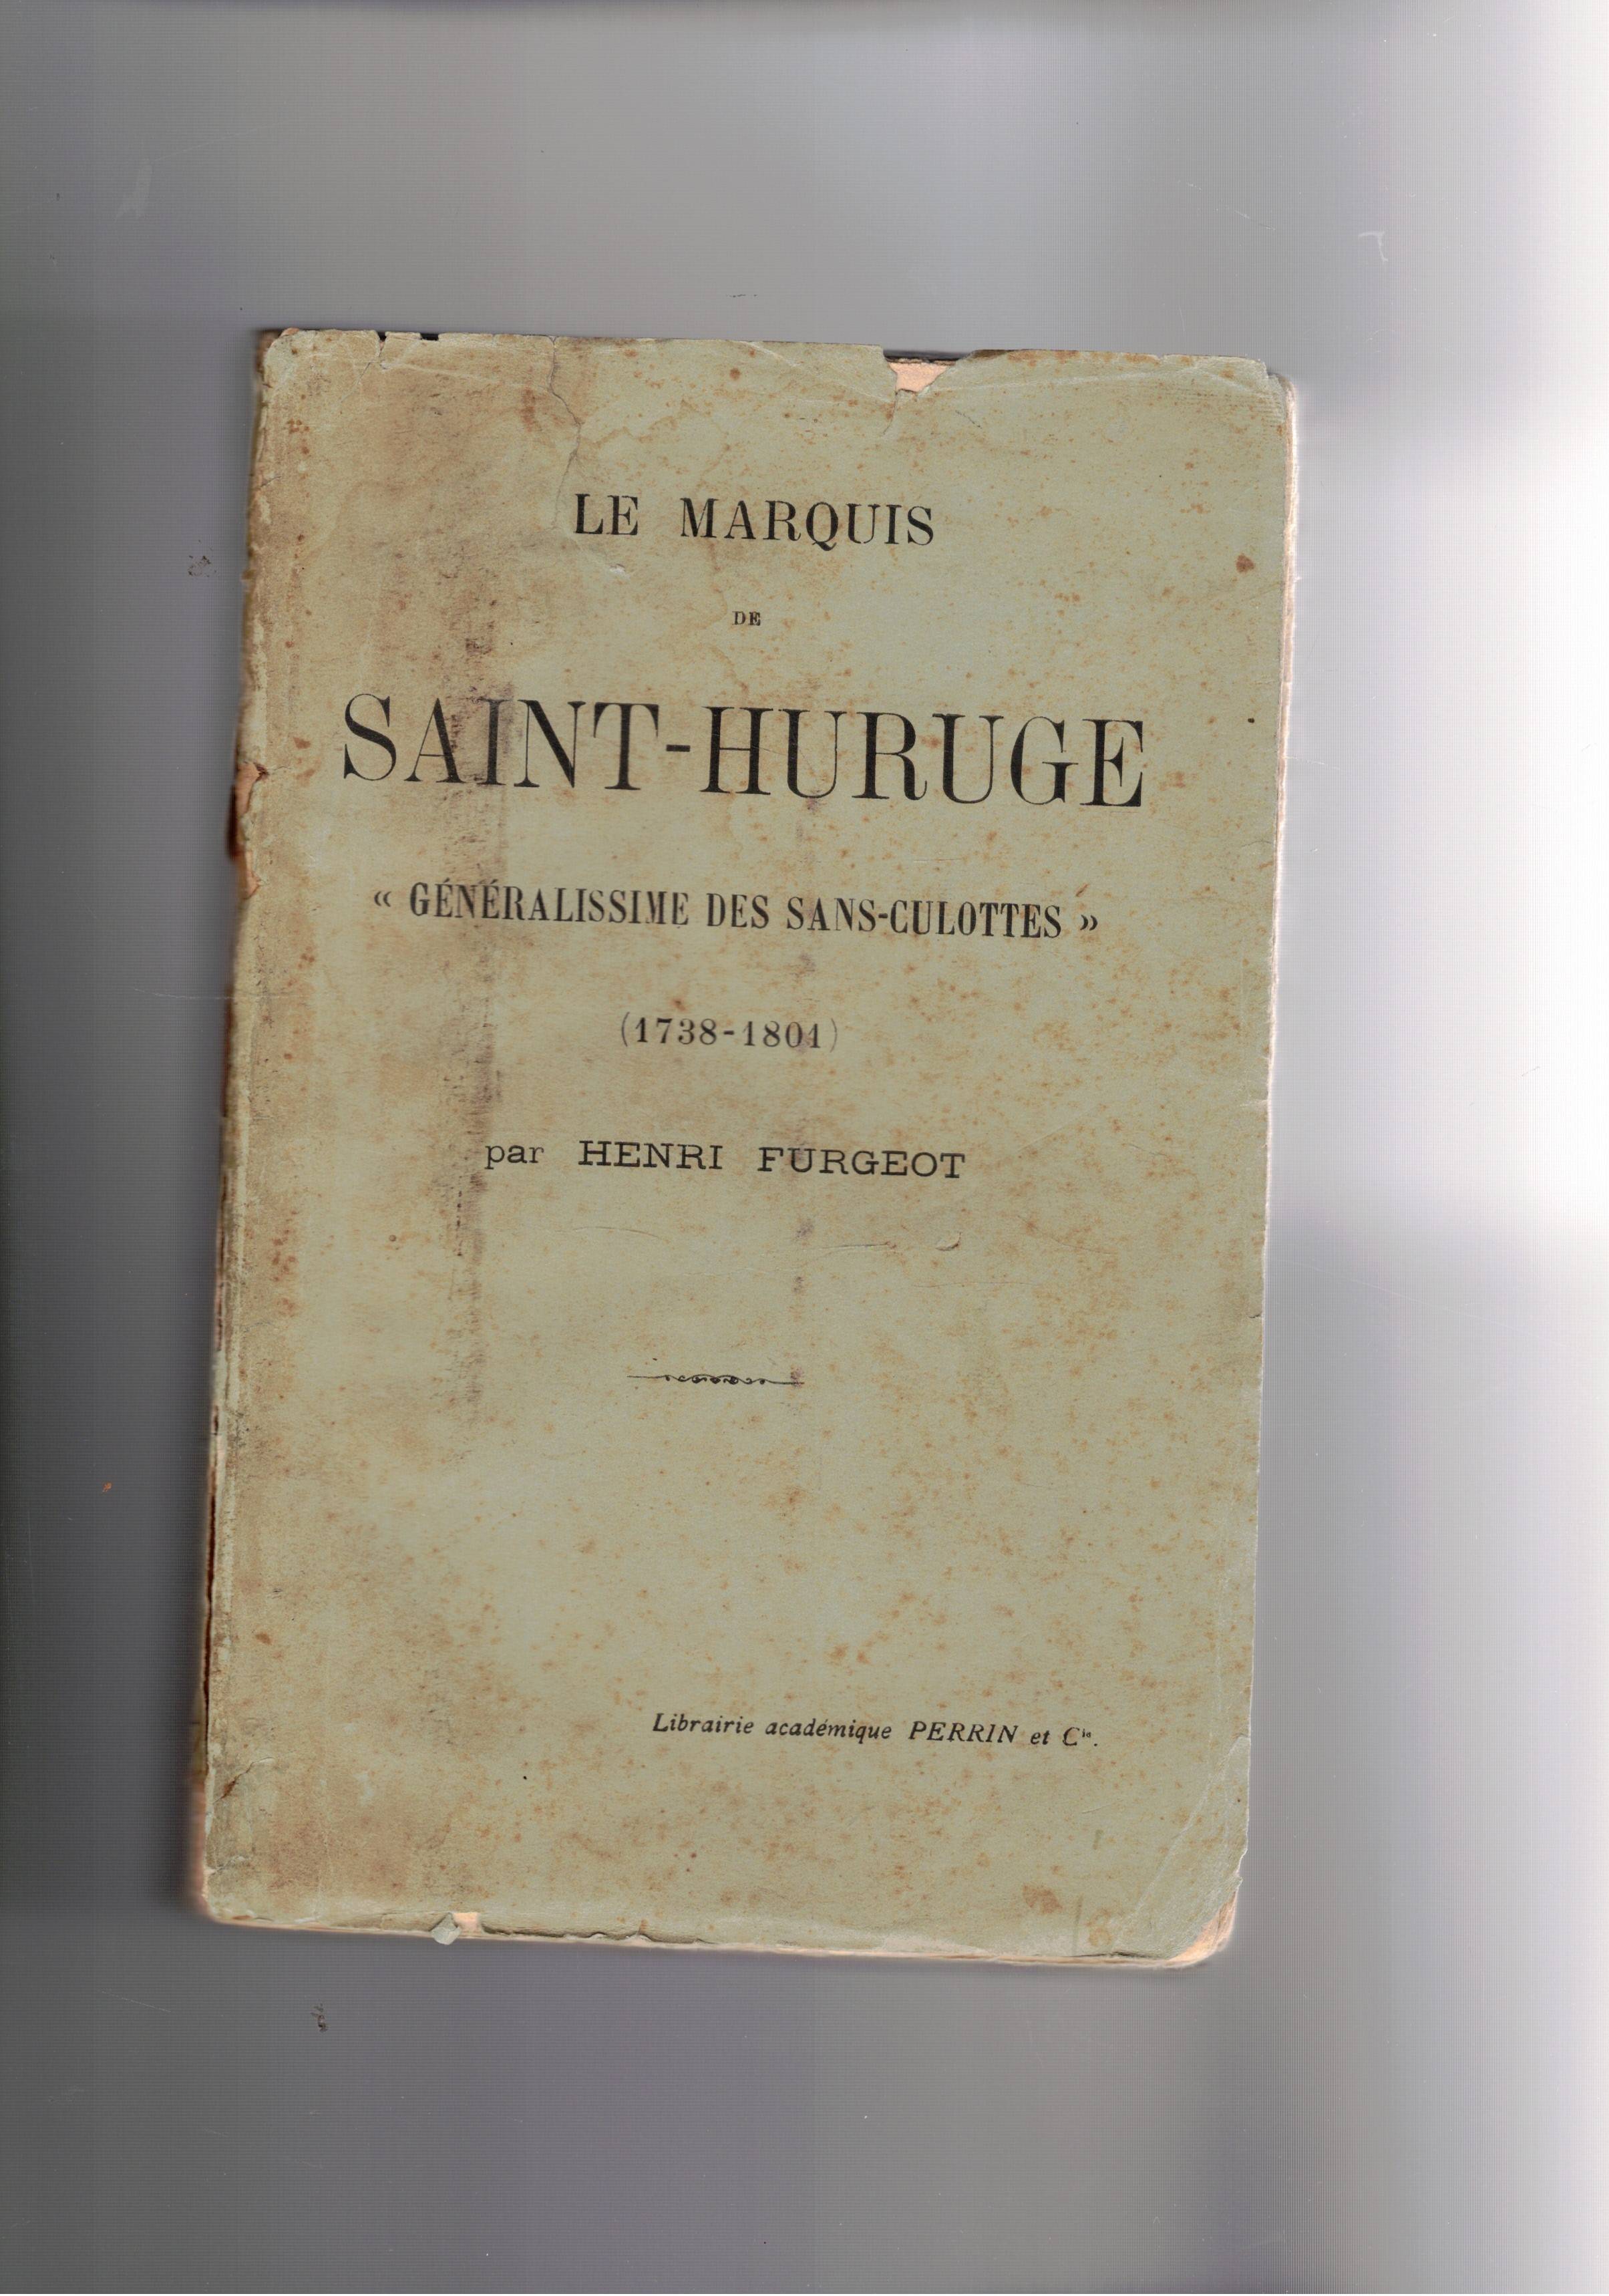 LE MARQUIS
DE
SAINT-HURUGE
« GÉNÉRALISSIME DES SANS-CULOTTES »
(1738-1801)
par HENRI FURGEOT
Librairie académique PERRIN et Cie.